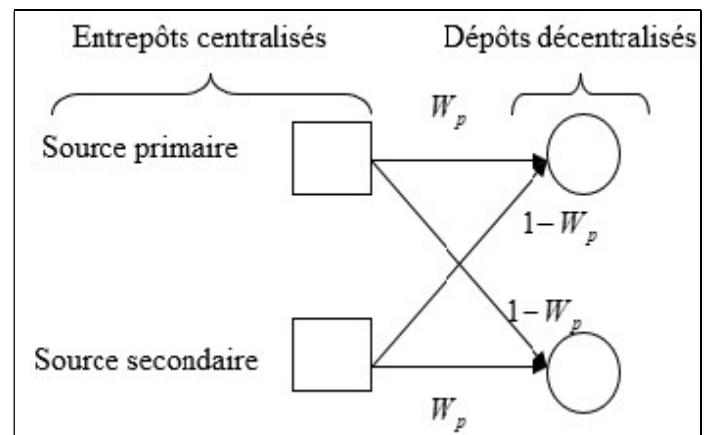 Entrepôts centralisés
Dépôts décentralisés
W_p
Source primaire
1−W_p
1−W_p
Source secondaire
W_p